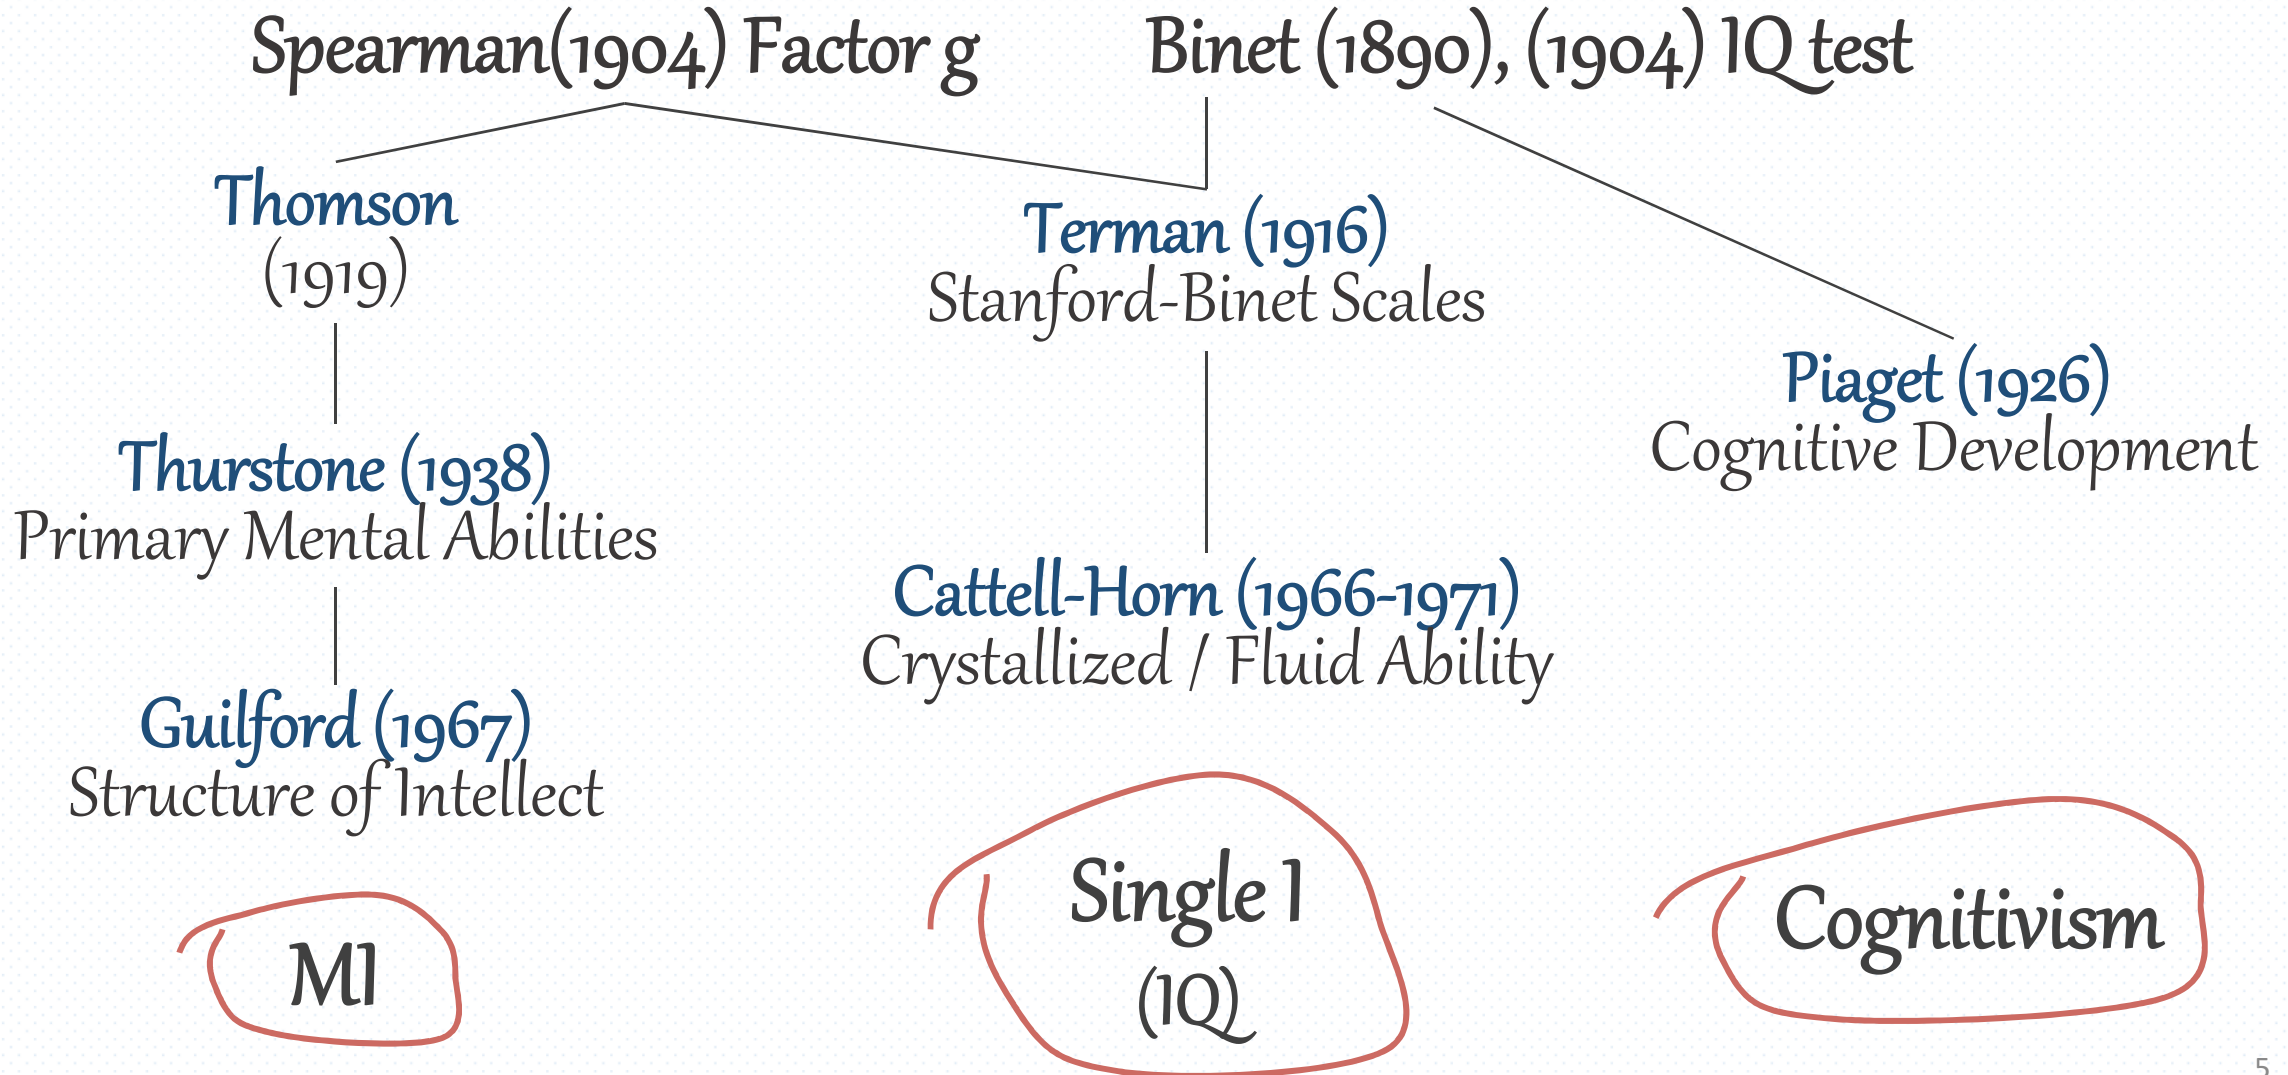 Spearman(1904) Factor g
Binet (1890), (1904) IQ test
Thomson
(1919)
Terman (1916)
Stanford-Binet Scales
Piaget (1926)
Cognitive Development
Thurstone (1938)
Primary Mental Abilities
Cattell-Horn (1966-1971)
Crystallized / Fluid Ability
Guilford (1967)
Structure of Intellect
MI
Single I
(IQ)
Cognitivism
5